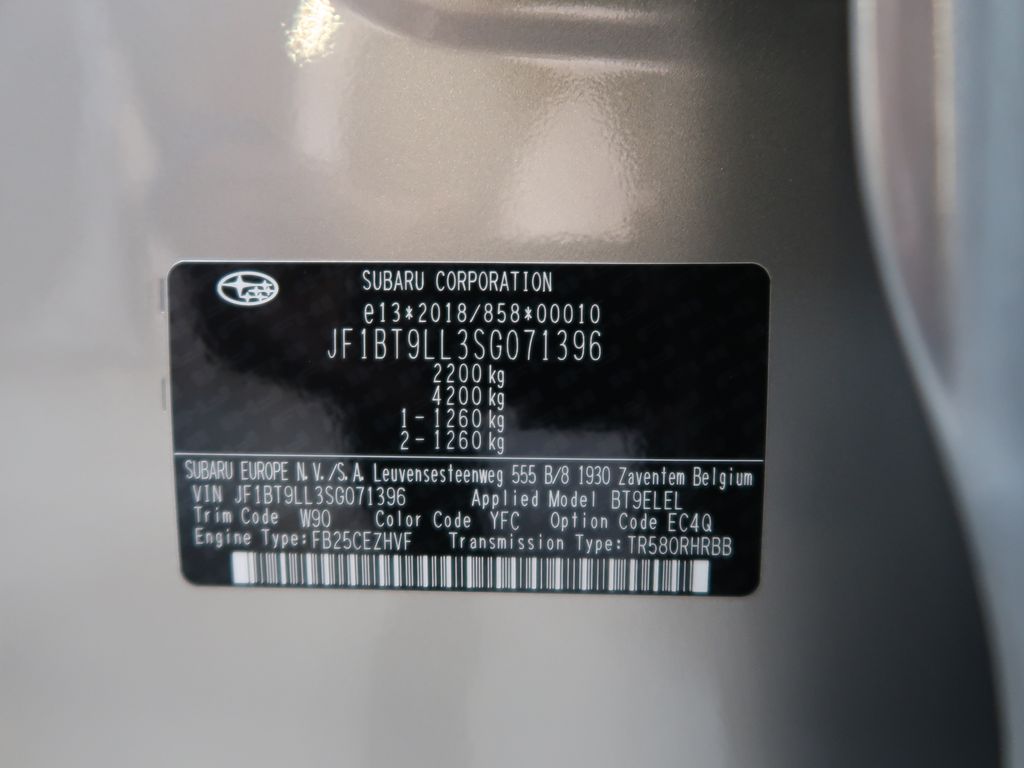 SUBARU CORPORATION
e13*2018/858*00010
JF1BT9LL3SG071396
2200 kg
4200 kg
1 - 1260 kg
2 - 1260 kg
SUBARU EUROPE N.V./S.A. Leuvensesteenweg 555 B/8 1930 Zaventem Belgium
VIN JF1BT9LL3SG071396 Applied Model BT9ELEL
Trim Code W90 Color Code YFC Option Code EC4Q
Engine Type:FB25CEZHVF Transmission Type:TR580RHRBB